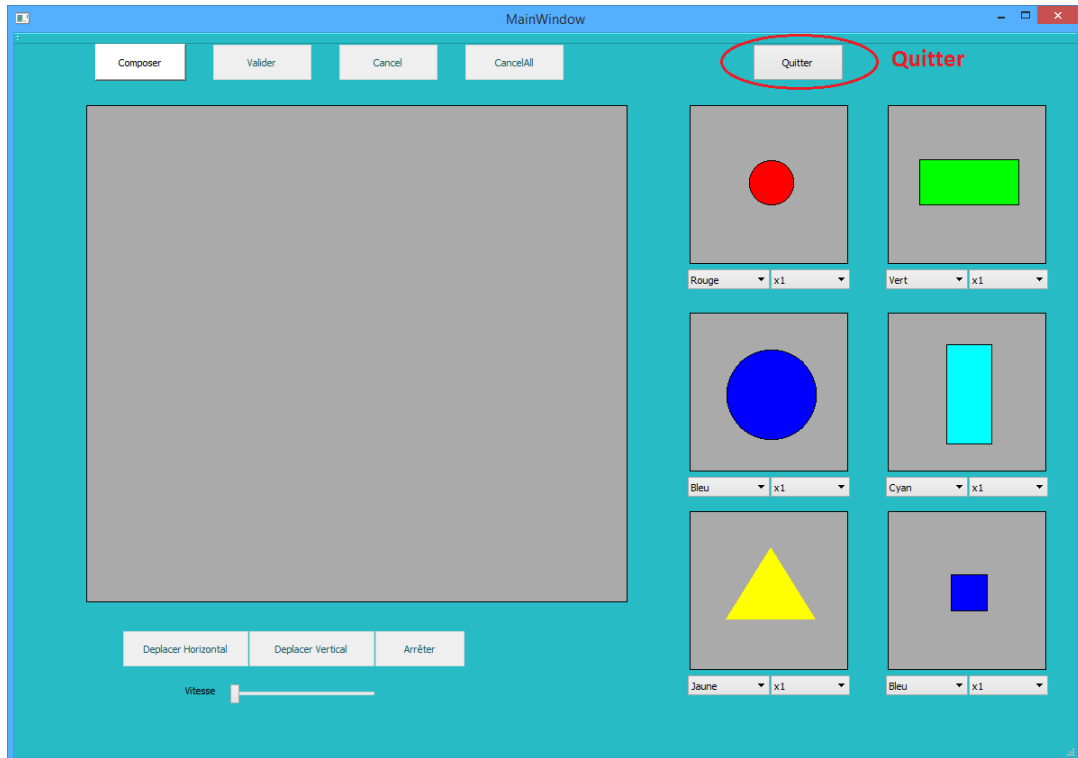 MainWindow
Composer Valider Cancel CancelAll Quitter Quitter
Rouge x1 Vert x1
Bleu x1 Cyan x1
Deplacer Horizontal Deplacer Vertical Arrêter
Jaune x1 Bleu x1
Vitesse